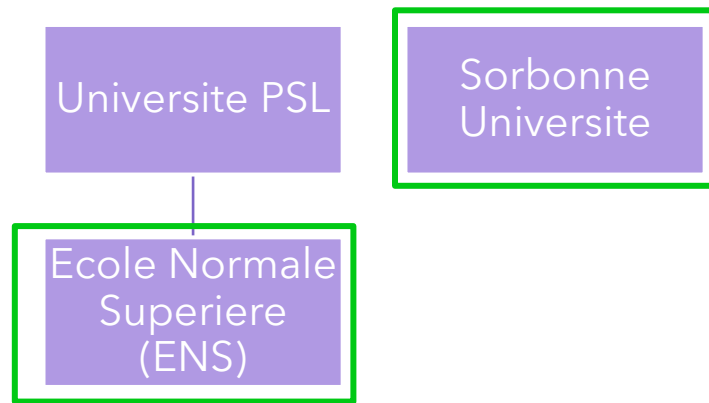 Universite PSL
Sorbonne
Universite
Ecole Normale
Superiere
(ENS)